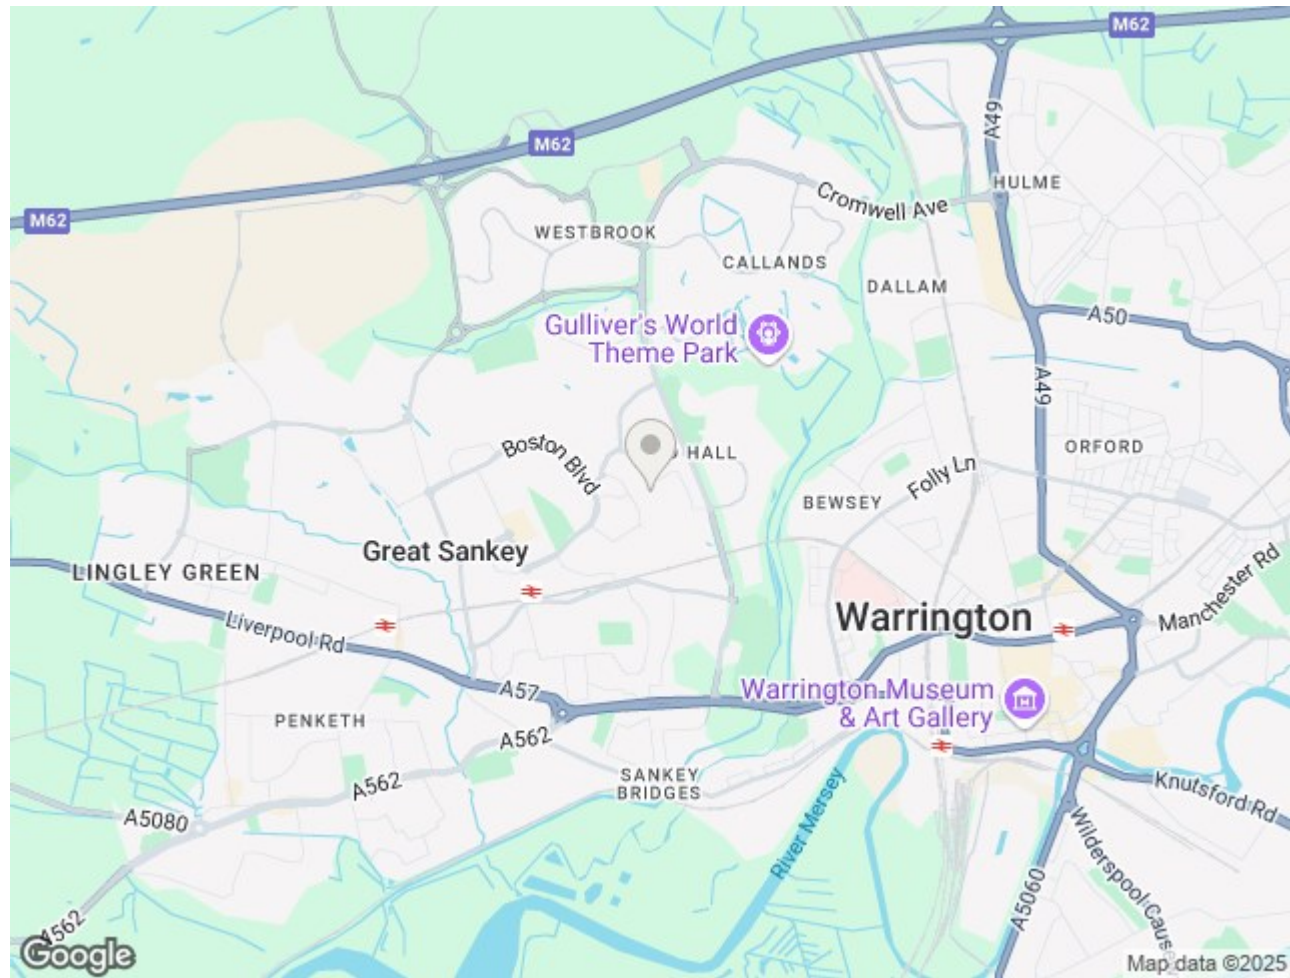 M62
M62
M62
A49
HULME
Cromwell Ave
WESTBROOK
CALLANDS
DALLAM
A50
Gulliver's World
Theme Park
A49
Boston Blvd
HALL
ORFORD
Folly Ln
BEWSEY
Great Sankey
LINGLEY GREEN
Manchester Rd
Warrington
Liverpool Rd
A57
Warrington Museum
& Art Gallery
PENKETH
A562
SANKEY
BRIDGES
A562
River Mersey
Knutsford Rd
A5080
Wilderspool Caus
A5060
A562
Google
Map data ©2025